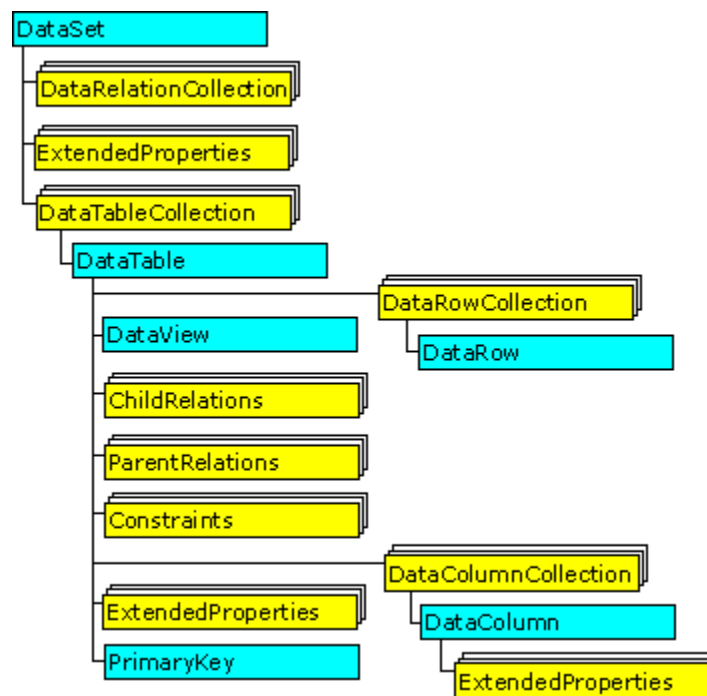 DataSet
DataRelationCollection
ExtendedProperties
DataTableCollection
DataTable
DataRowCollection
DataView
DataRow
ChildRelations
ParentRelations
Constraints
DataColumnCollection
ExtendedProperties
DataColumn
PrimaryKey
ExtendedProperties